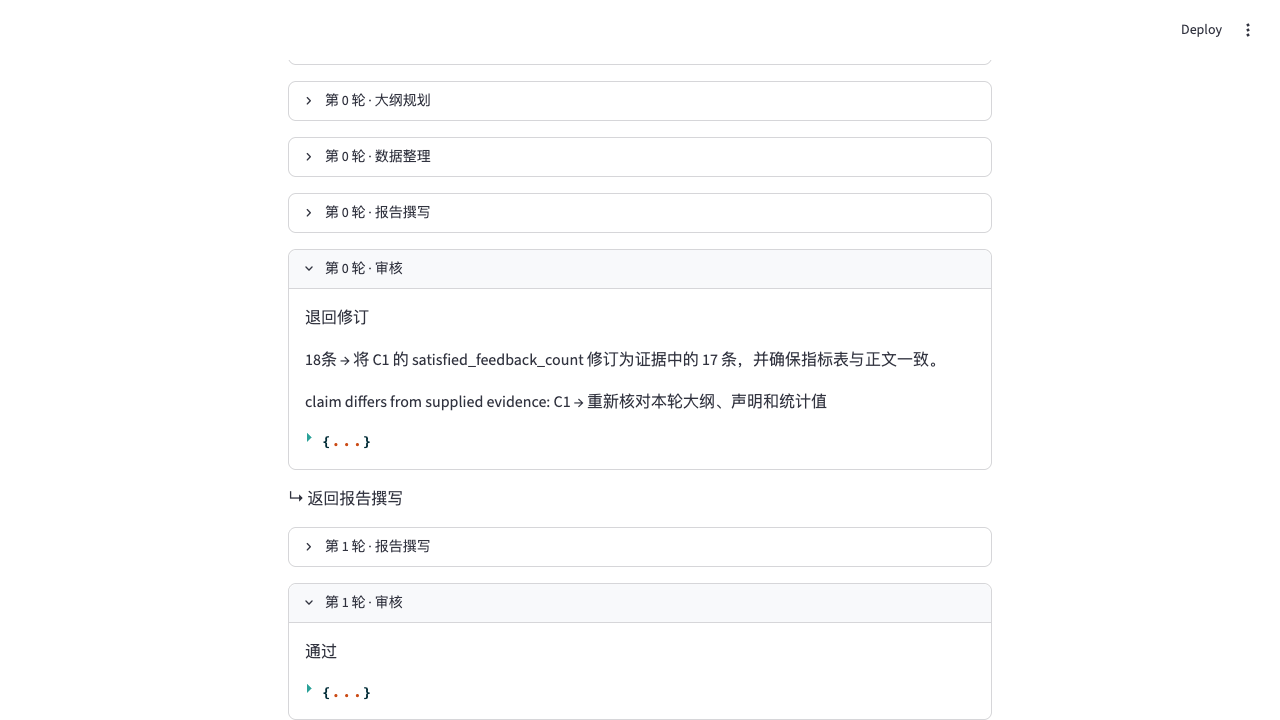 Deploy
第 0 轮 · 大纲规划
第 0 轮 · 数据整理
第 0 轮 · 报告撰写
第 0 轮 · 审核
退回修订
18条 → 将 C1 的 satisfied_feedback_count 修订为证据中的 17 条，并确保指标表与正文一致。
claim differs from supplied evidence: C1 → 重新核对本轮大纲、声明和统计值
{...}
↳ 返回报告撰写
第 1 轮 · 报告撰写
第 1 轮 · 审核
通过
{...}